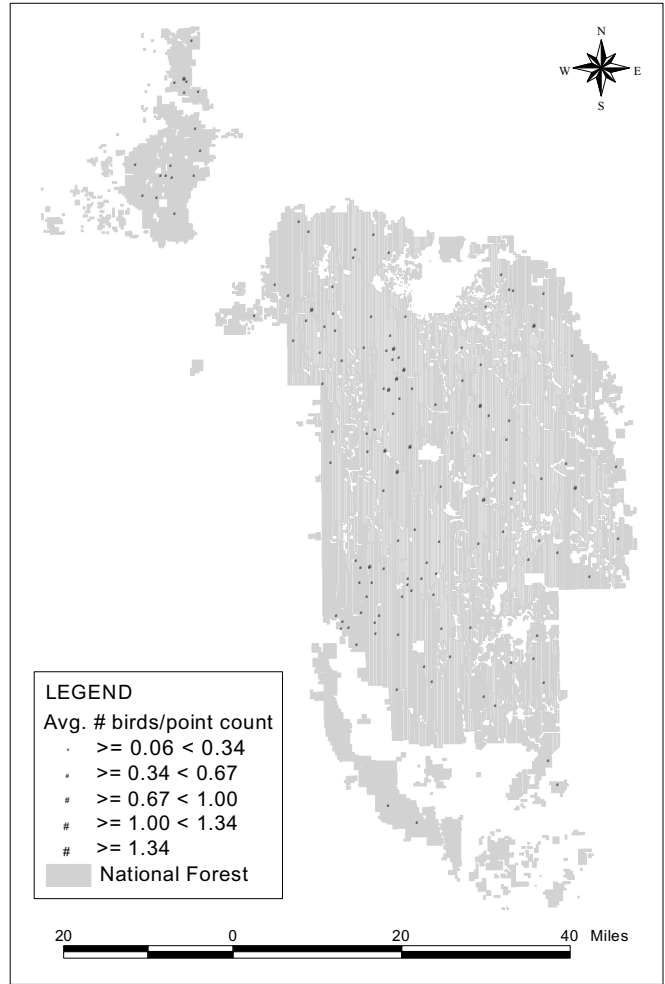 N
W E
S
LEGEND
Avg. # birds/point count
>= 0.06 < 0.34
>= 0.34 < 0.67
# >= 0.67 < 1.00
# >= 1.00 < 1.34
# >= 1.34
National Forest
20 0 20 40 Miles